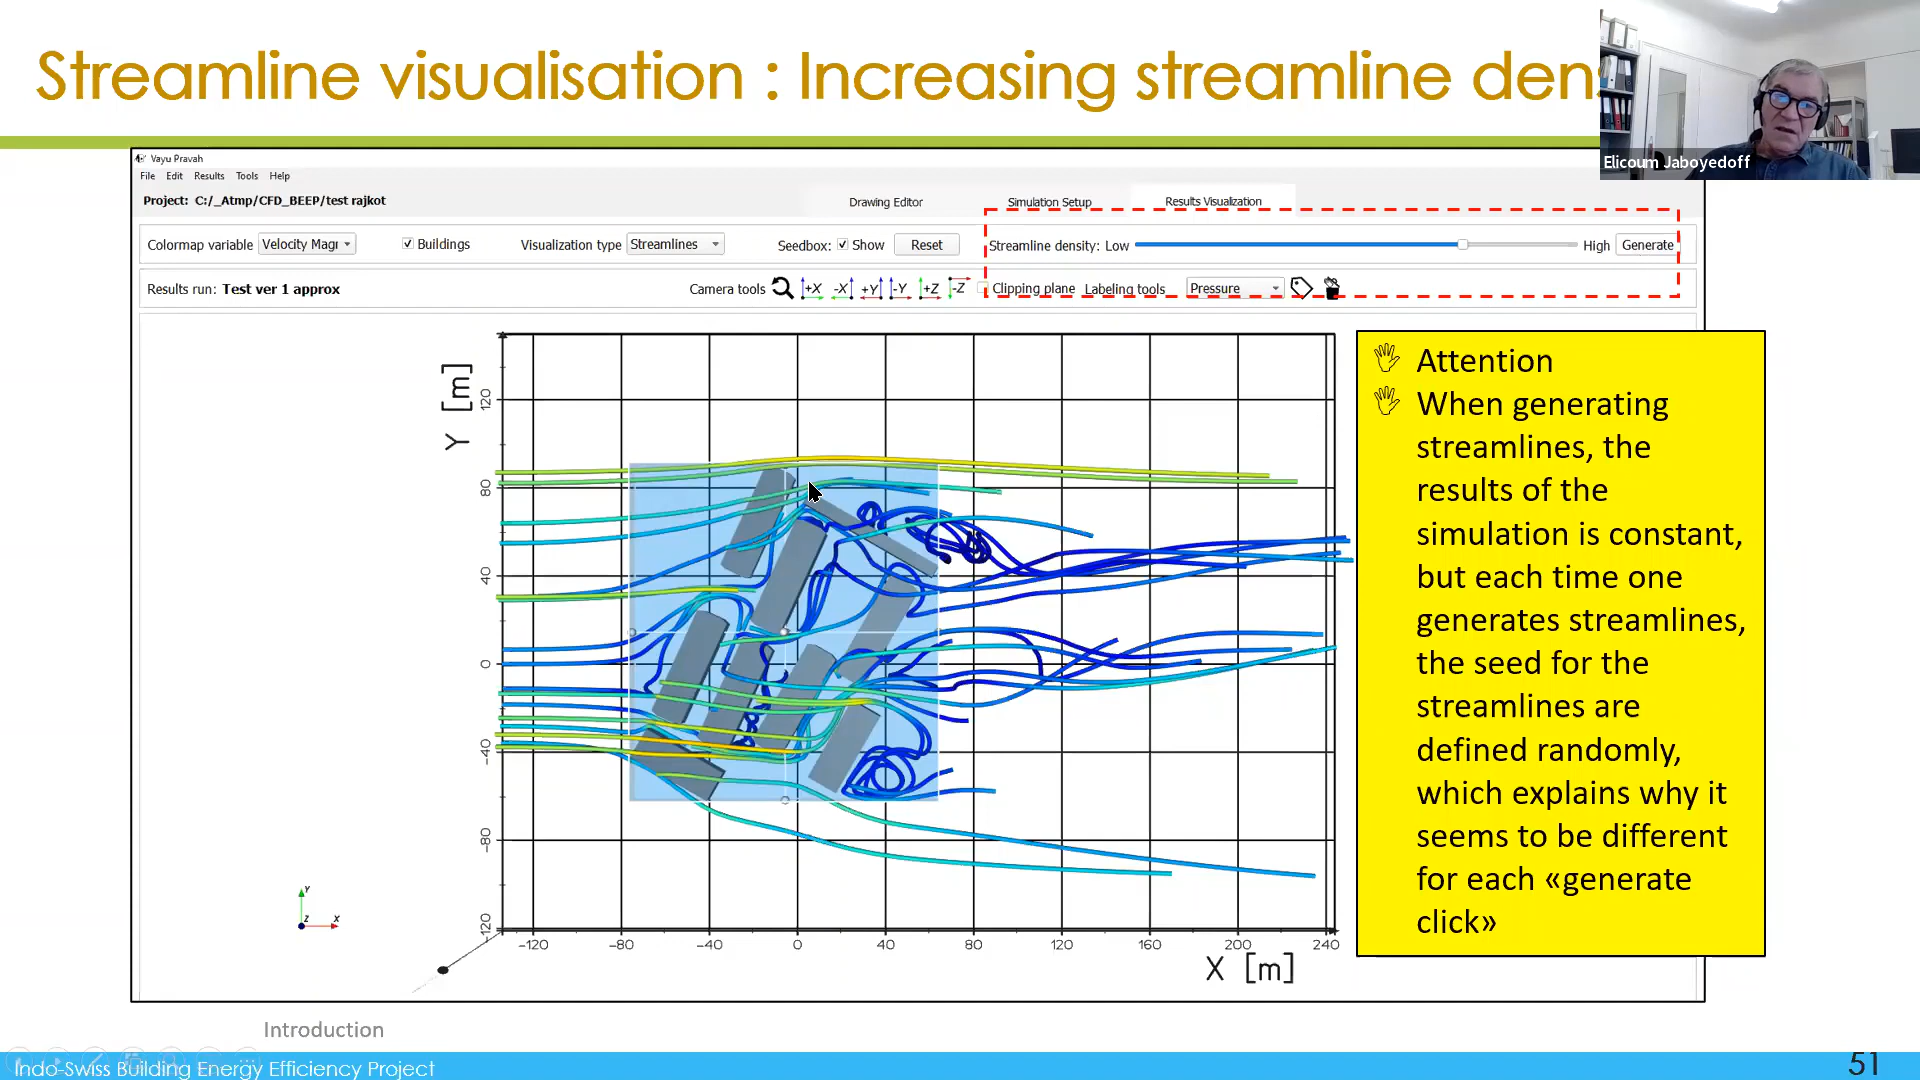 Streamline visualisation : Increasing streamline den
Elicoum Jaboyedoff
Vayu Pravah
File Edit Results Tools Help
Project: C:/_Atmp/CFD_BEEP/test rajkot
Drawing Editor Simulation Setup Results Visualization
Colormap variable Velocity Magr Buildings Visualization type Streamlines Seedbox: Show Reset Streamline density: Low High Generate
Results run: Test ver 1 approx Camera tools +X -X +Y -Y +Z -Z Clipping plane Labeling tools Pressure
Y [m]
120
80
40
0
-40
-80
-120
-120 -80 -40 0 40 80 120 160 200 240
X [m]
Y
Z X
Attention
When generating
streamlines, the
results of the
simulation is constant,
but each time one
generates streamlines,
the seed for the
streamlines are
defined randomly,
which explains why it
seems to be different
for each «generate
click»
Introduction
Indo-Swiss Building Energy Efficiency Project
51